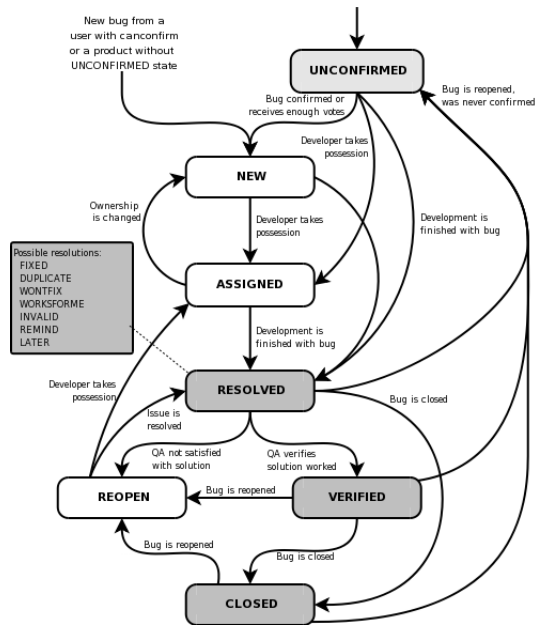 New bug from a
user with canconfirm
or a product without
UNCONFIRMED state
UNCONFIRMED
Bug is reopened,
was never confirmed
Bug confirmed or
receives enough votes
Developer takes
possession
NEW
Ownership
is changed
Developer takes
possession
Development is
finished with bug
Possible resolutions:
FIXED
DUPLICATE
WONTFIX
WORKSFORME
INVALID
REMIND
LATER
ASSIGNED
Development is
finished with bug
Developer takes
possession
RESOLVED
Bug is closed
Issue is
resolved
QA not satisfied
with solution
QA verifies
solution worked
REOPEN
Bug is reopened
VERIFIED
Bug is reopened
Bug is closed
CLOSED